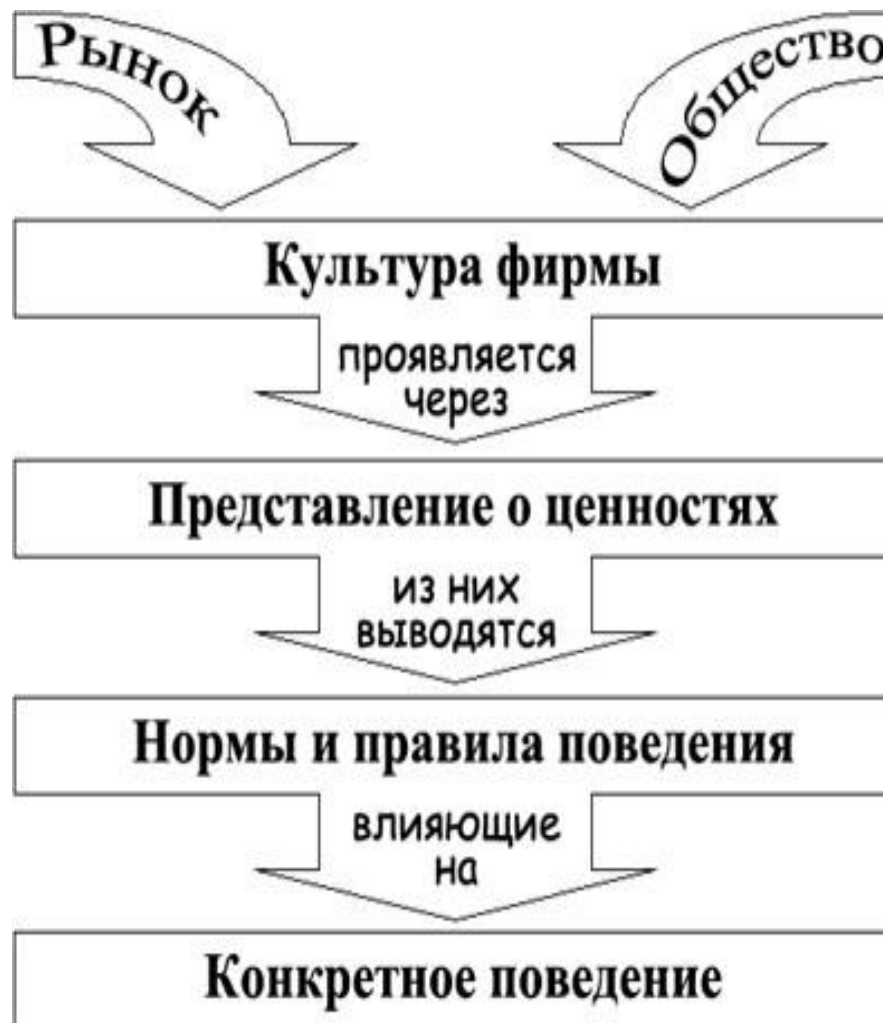 Рынок
Общество
Культура фирмы
проявляется
через
Представление о ценностях
из них
выводятся
Нормы и правила поведения
влияющие
на
Конкретное поведение